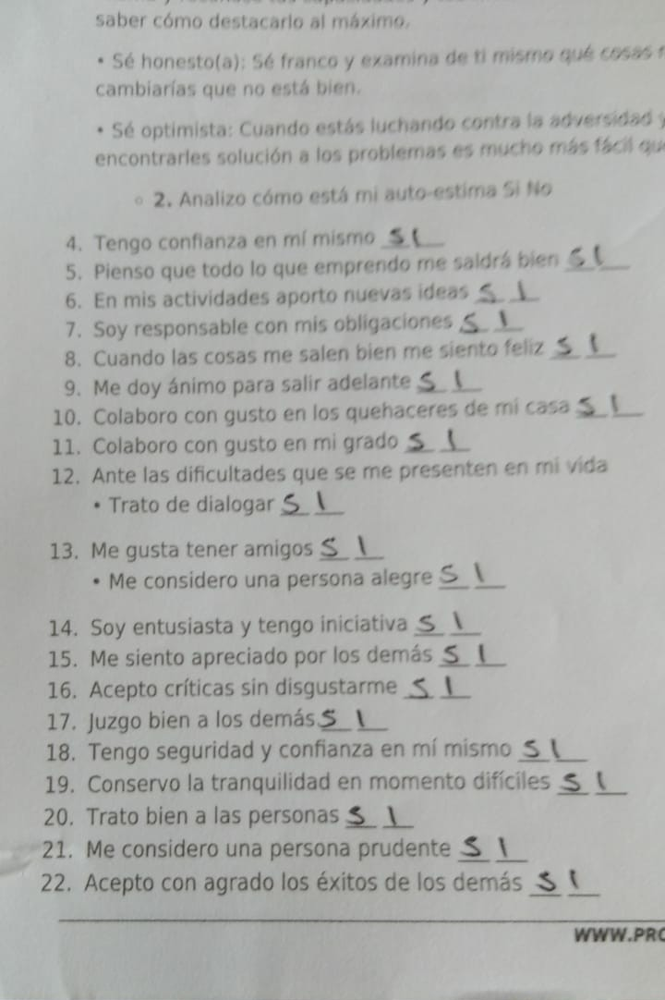 saber cómo destacarlo al máximo.
• Sé honesto(a): Sé franco y examina de ti mismo qué cosas
cambiarías que no está bien.
• Sé optimista: Cuando estás luchando contra la adversidad y
encontrarles solución a los problemas es mucho más fácil que
◦ 2. Analizo cómo está mi auto-estima Si No
4. Tengo confianza en mí mismo S I
5. Pienso que todo lo que emprendo me saldrá bien S I
6. En mis actividades aporto nuevas ideas S I
7. Soy responsable con mis obligaciones S I
8. Cuando las cosas me salen bien me siento feliz S I
9. Me doy ánimo para salir adelante S I
10. Colaboro con gusto en los quehaceres de mi casa S I
11. Colaboro con gusto en mi grado S I
12. Ante las dificultades que se me presenten en mi vida
• Trato de dialogar S I
13. Me gusta tener amigos S I
• Me considero una persona alegre S I
14. Soy entusiasta y tengo iniciativa S I
15. Me siento apreciado por los demás S I
16. Acepto críticas sin disgustarme S I
17. Juzgo bien a los demás S I
18. Tengo seguridad y confianza en mí mismo S I
19. Conservo la tranquilidad en momento difíciles S I
20. Trato bien a las personas S I
21. Me considero una persona prudente S I
22. Acepto con agrado los éxitos de los demás S I
WWW.PRO